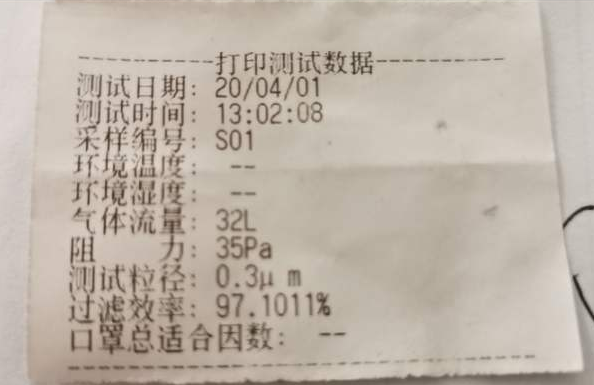 ----------打印测试数据----------
测试日期: 20/04/01
测试时间: 13:02:08
采样编号: S01
环境温度: --
环境湿度: --
气体流量: 32L
阻　　力: 35Pa
测试粒径: 0.3μ m
过滤效率: 97.1011%
口罩总适合因数: --
--------------------------------